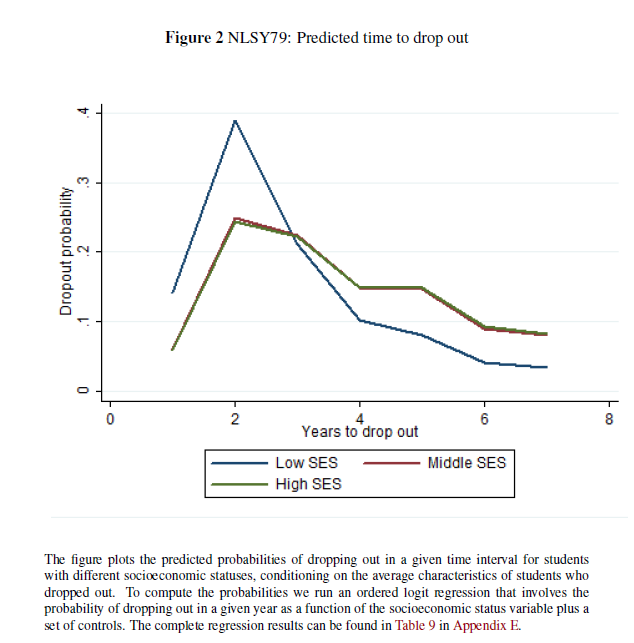 Figure 2 NLSY79: Predicted time to drop out
.4
.3
.2
.1
0
Dropout probability
0 2 4 6 8
Years to drop out
Low SES Middle SES
High SES
The figure plots the predicted probabilities of dropping out in a given time interval for students
with different socioeconomic statuses, conditioning on the average characteristics of students who
dropped out. To compute the probabilities we run an ordered logit regression that involves the
probability of dropping out in a given year as a function of the socioeconomic status variable plus a
set of controls. The complete regression results can be found in Table 9 in Appendix E.